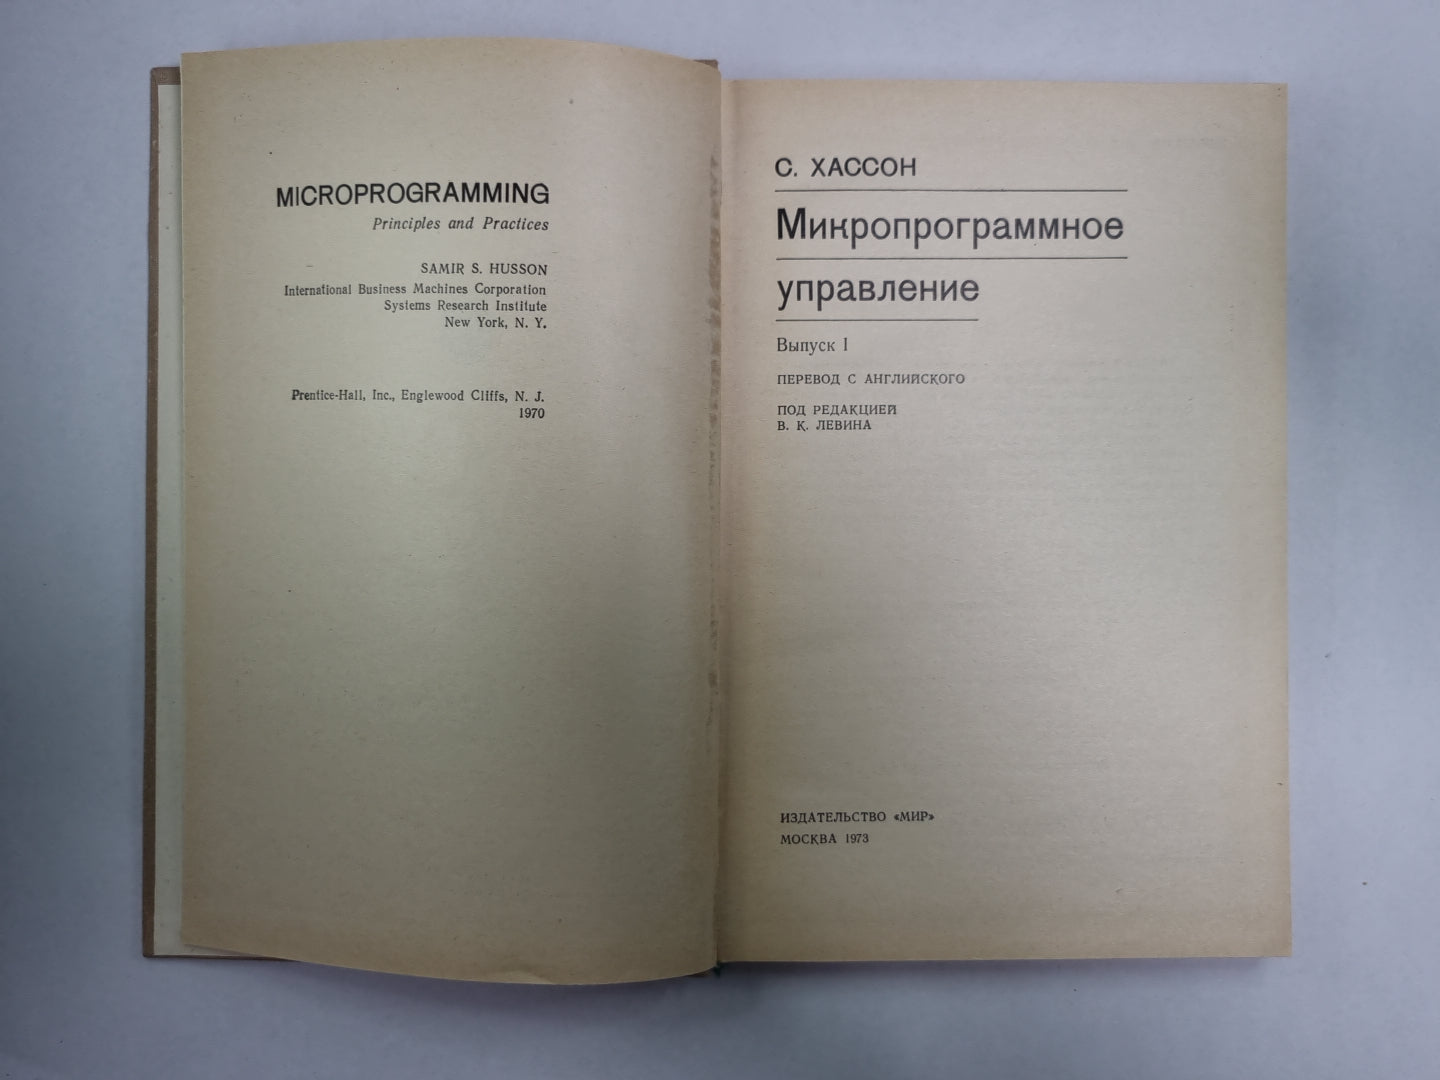 MICROPROGRAMMING
Principles and Practices
SAMIR S. HUSSON
International Business Machines Corporation
Systems Research Institute
New York, N. Y.
Prentice-Hall, Inc., Englewood Cliffs, N. J.
1970
С. ХАССОН
Микропрограммное
управление
Выпуск 1
ПЕРЕВОД С АНГЛИЙСКОГО
ПОД РЕДАКЦИЕЙ
В. К. ЛЕВИНА
ИЗДАТЕЛЬСТВО «МИР»
МОСКВА 1973